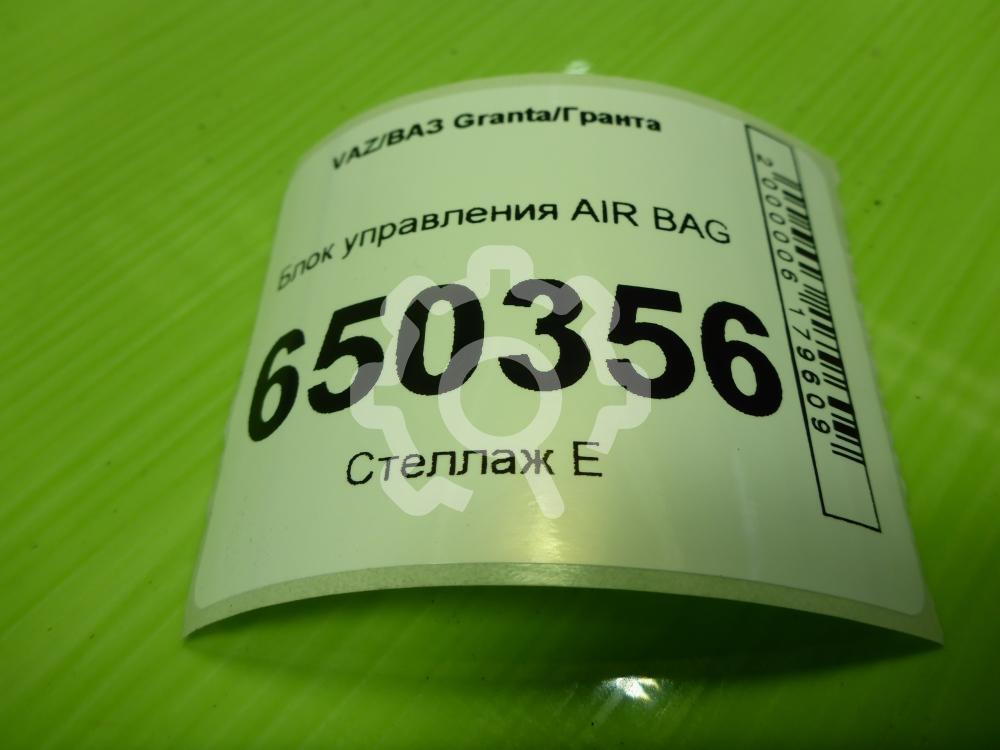 VAZ/ВАЗ Granta/Гранта
Блок управления AIR BAG
650356
Стеллаж Е
2000006179609